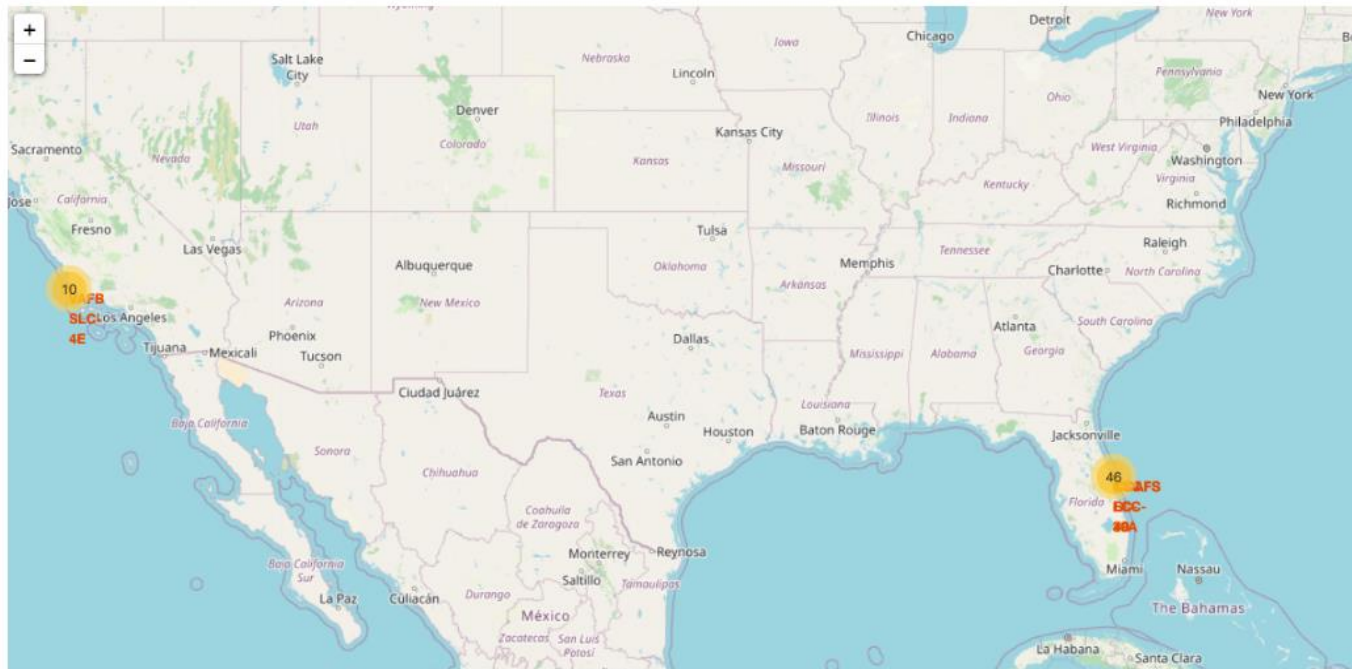 +
−
Wyoming
Iowa
Detroit
New York
Chicago
Salt Lake
City
Nebraska
Lincoln
Pennsylvania
New York
Ohio
Denver
Utah
Illinois
Indiana
Philadelphia
Sacramento
Nevada
Colorado
Kansas City
Kansas
Missouri
West Virginia
Washington
Jose
California
Kentucky
Virginia
Richmond
Fresno
Las Vegas
Tulsa
Raleigh
Albuquerque
Oklahoma
Memphis
Tennessee
Charlotte
North Carolina
10
VAFB
SLC-
4E
Los Angeles
Arizona
New Mexico
Arkansas
Phoenix
Atlanta
South Carolina
Tijuana
Mexicali
Tucson
Dallas
Mississippi
Alabama
Georgia
Ciudad Juárez
Texas
Louisiana
Baja California
Austin
Houston
Baton Rouge
Jacksonville
Sonora
Chihuahua
San Antonio
46
Florida
Coahuila
de Zaragoza
Monterrey
Reynosa
Miami
Nassau
Baja California
Sur
Saltillo
Tamaulipas
La Paz
Culiacán
Durango
The Bahamas
México
Zacatecas
San Luis
Potosí
La Habana
Santa Clara